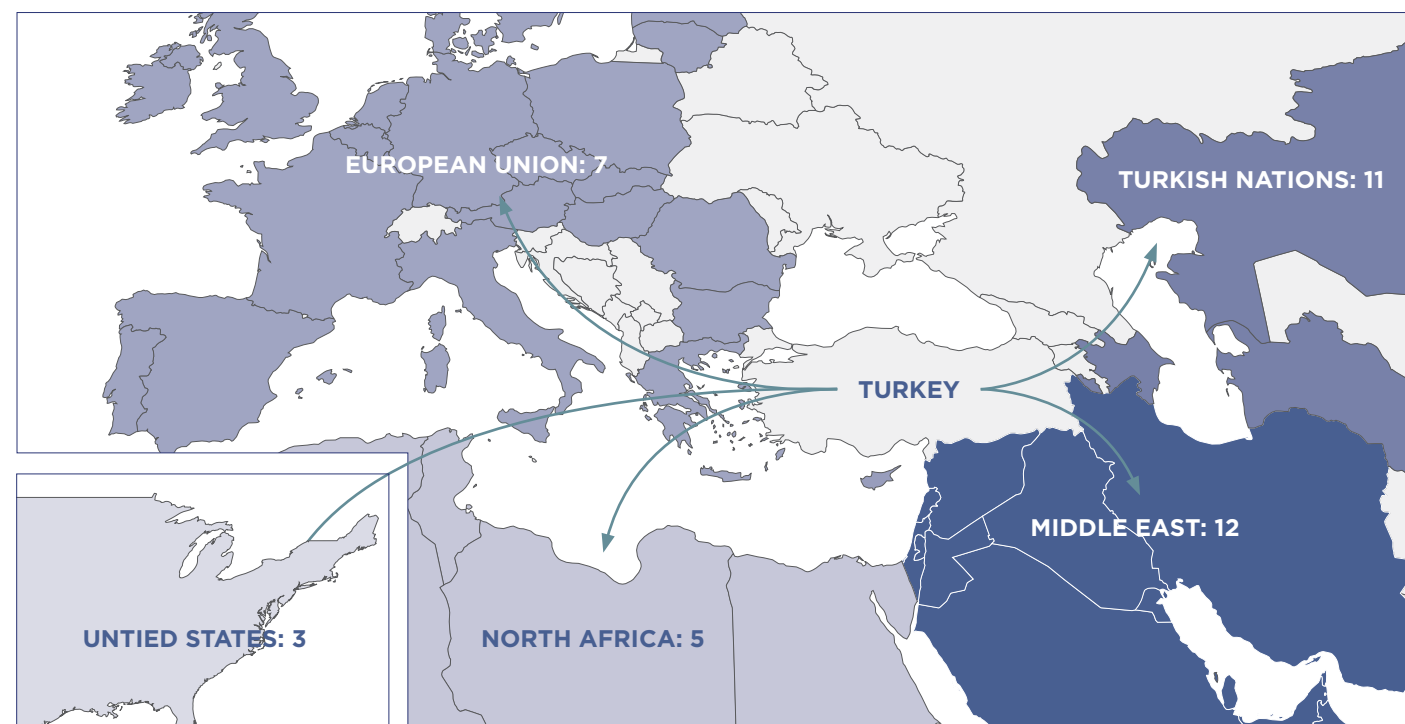 EUROPEAN UNION: 7
TURKISH NATIONS: 11
TURKEY
MIDDLE EAST: 12
UNTIED STATES: 3
NORTH AFRICA: 5